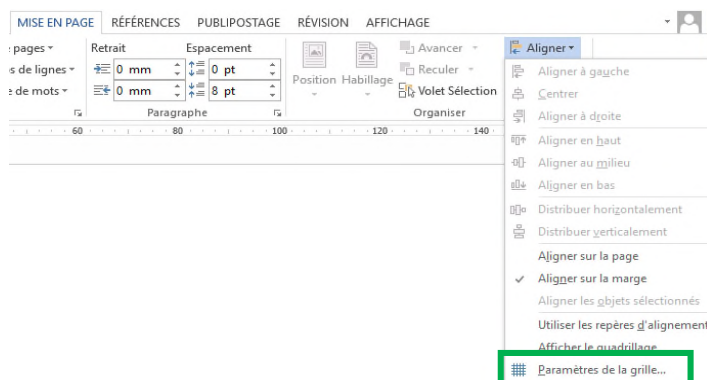 MISE EN PAGE RÉFÉRENCES PUBLIPOSTAGE RÉVISION AFFICHAGE
pages Retrait Espacement Avancer Aligner
s de lignes 0 mm 0 pt Reculer
e de mots 0 mm 8 pt Position Habillage Volet Sélection
Paragraphe Organiser
60 80 100 120 140
Aligner à gauche
Centrer
Aligner à droite
Aligner en haut
Aligner au milieu
Aligner en bas
Distribuer horizontalement
Distribuer verticalement
Aligner sur la page
Aligner sur la marge
Aligner les objets sélectionnés
Utiliser les repères d'alignement
Afficher le quadrillage
Paramètres de la grille...